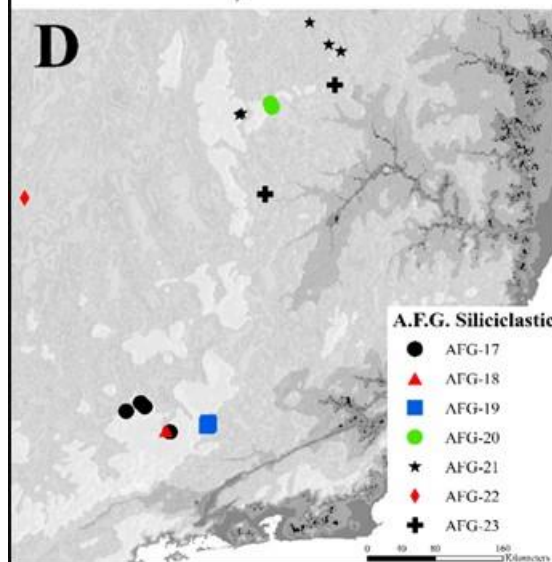 D
A.F.G. Siliciclastic
AFG-17
AFG-18
AFG-19
AFG-20
AFG-21
AFG-22
AFG-23
0 40 80 160
Kilometers